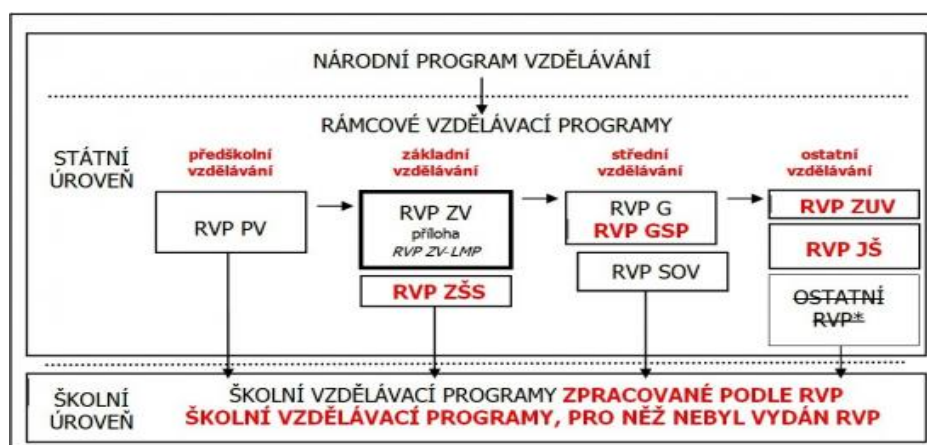 NÁRODNÍ PROGRAM VZDĚLÁVÁNÍ
RÁMCOVÉ VZDĚLÁVACÍ PROGRAMY
STÁTNÍ
ÚROVEŇ
předškolní
vzdělávání
základní
vzdělávání
střední
vzdělávání
ostatní
vzdělávání
RVP PV
RVP ZV
příloha
RVP ZV-LMP
RVP ZŠS
RVP G
RVP GSP
RVP SOV
RVP ZUV
RVP JŠ
OSTATNÍ
RVP*
ŠKOLNÍ
ÚROVEŇ
ŠKOLNÍ VZDĚLÁVACÍ PROGRAMY ZPRACOVANÉ PODLE RVP
ŠKOLNÍ VZDĚLÁVACÍ PROGRAMY, PRO NĚŽ NEBYL VYDÁN RVP